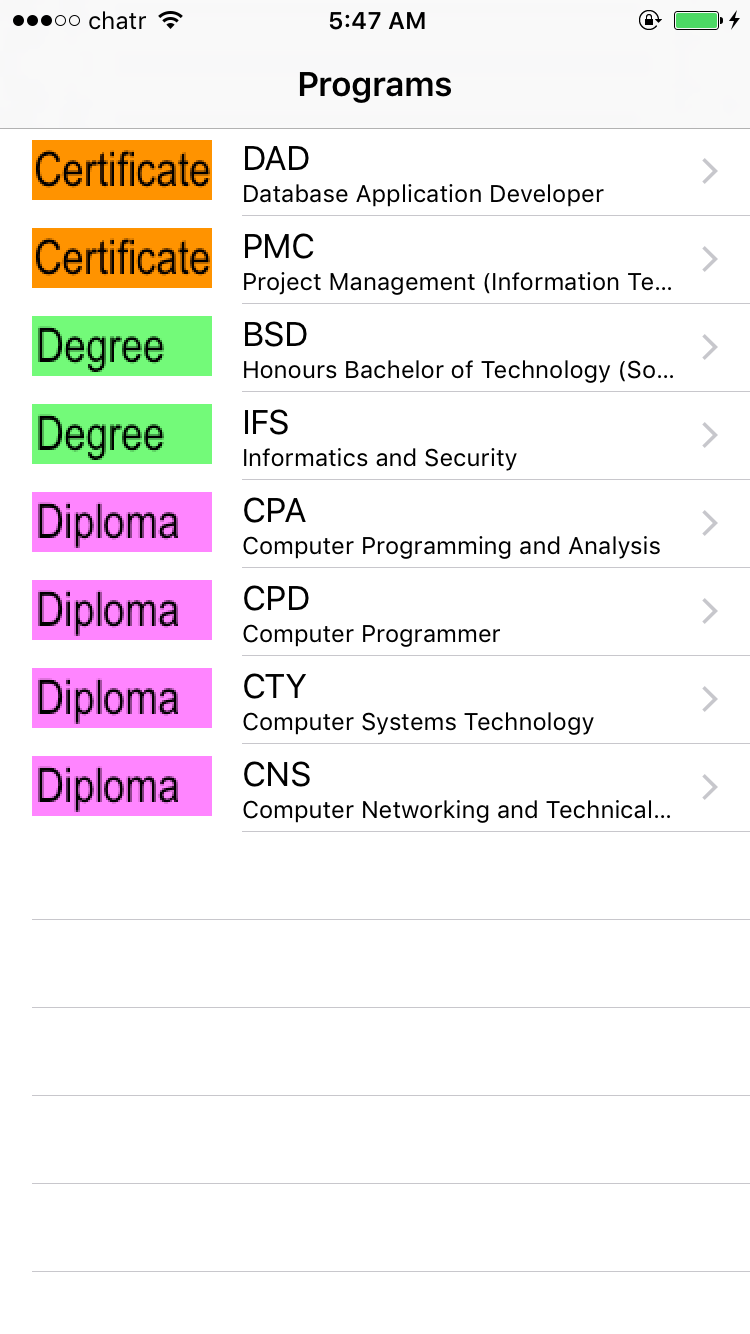 chatr 5:47 AM
Programs
Certificate DAD
Database Application Developer
Certificate PMC
Project Management (Information Te...
Degree BSD
Honours Bachelor of Technology (So...
Degree IFS
Informatics and Security
Diploma CPA
Computer Programming and Analysis
Diploma CPD
Computer Programmer
Diploma CTY
Computer Systems Technology
Diploma CNS
Computer Networking and Technical...